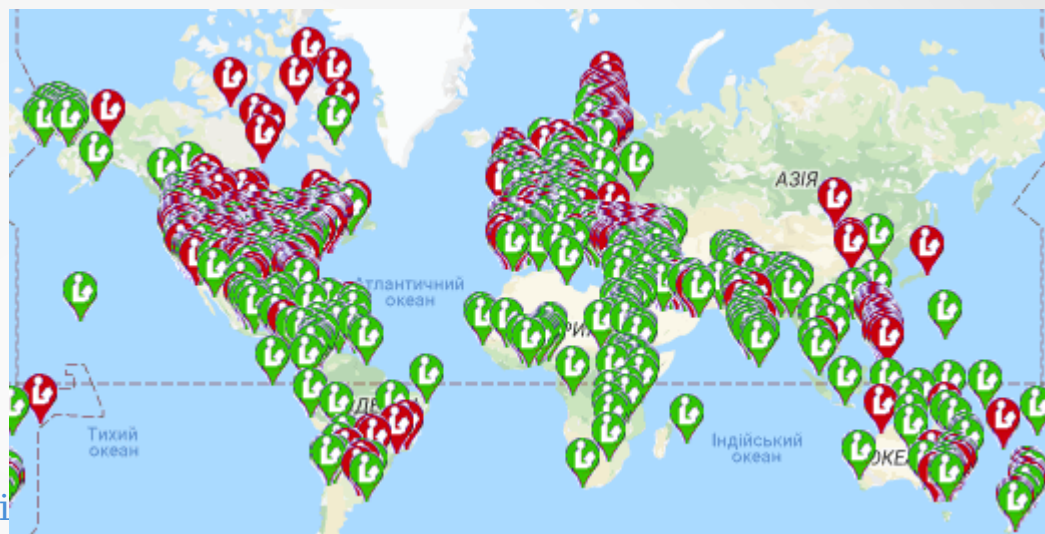 АЗІЯ
Атлантичний
океан
Тихий
океан
Індійський
океан
і